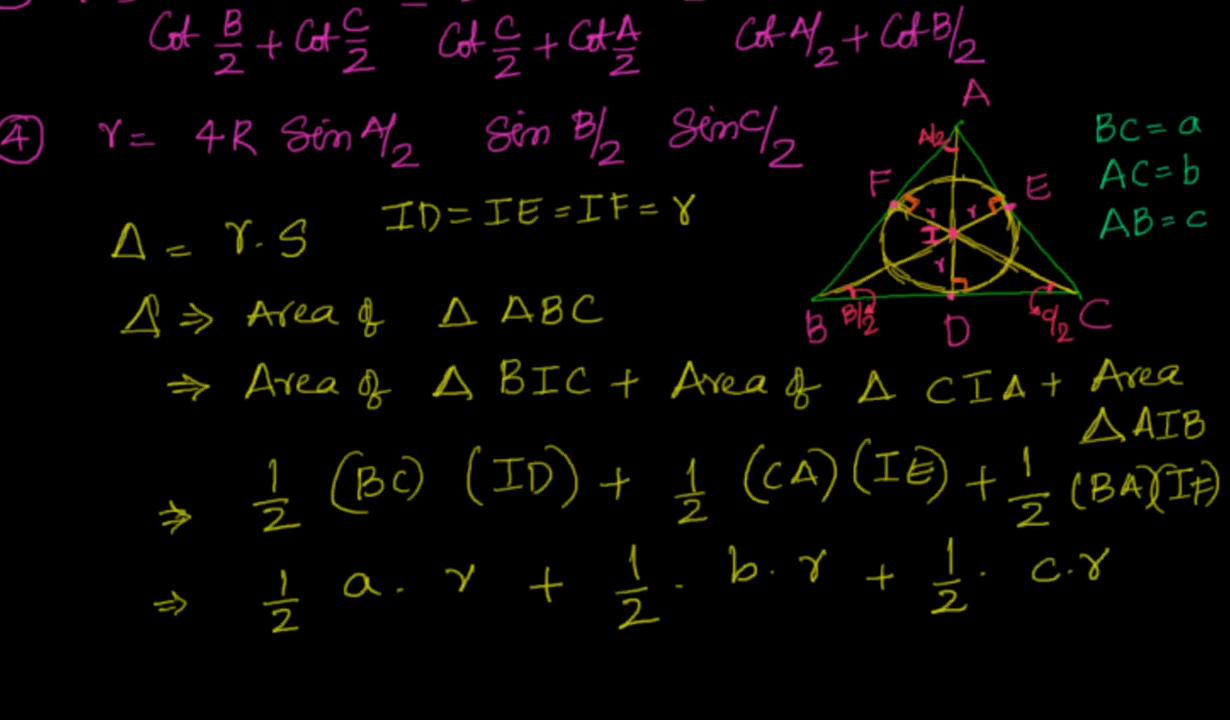 Cot B/2 + Cot C/2 Cot C/2 + Cot A/2 Cot A/2 + Cot B/2
④ r = 4R Sin A/2 Sin B/2 Sin C/2
Δ = r.S ID = IE = IF = r
Δ ⇒ Area of Δ ABC
⇒ Area of Δ BIC + Area of Δ CIA + Area Δ AIB
⇒ 1/2 (BC) (ID) + 1/2 (CA) (IE) + 1/2 (BA)(IF)
⇒ 1/2 a. r + 1/2 . b. r + 1/2 . c.r
A
A/2
F
E
r
r
I
r
B
B/2
D
C/2
C
BC = a
AC = b
AB = c